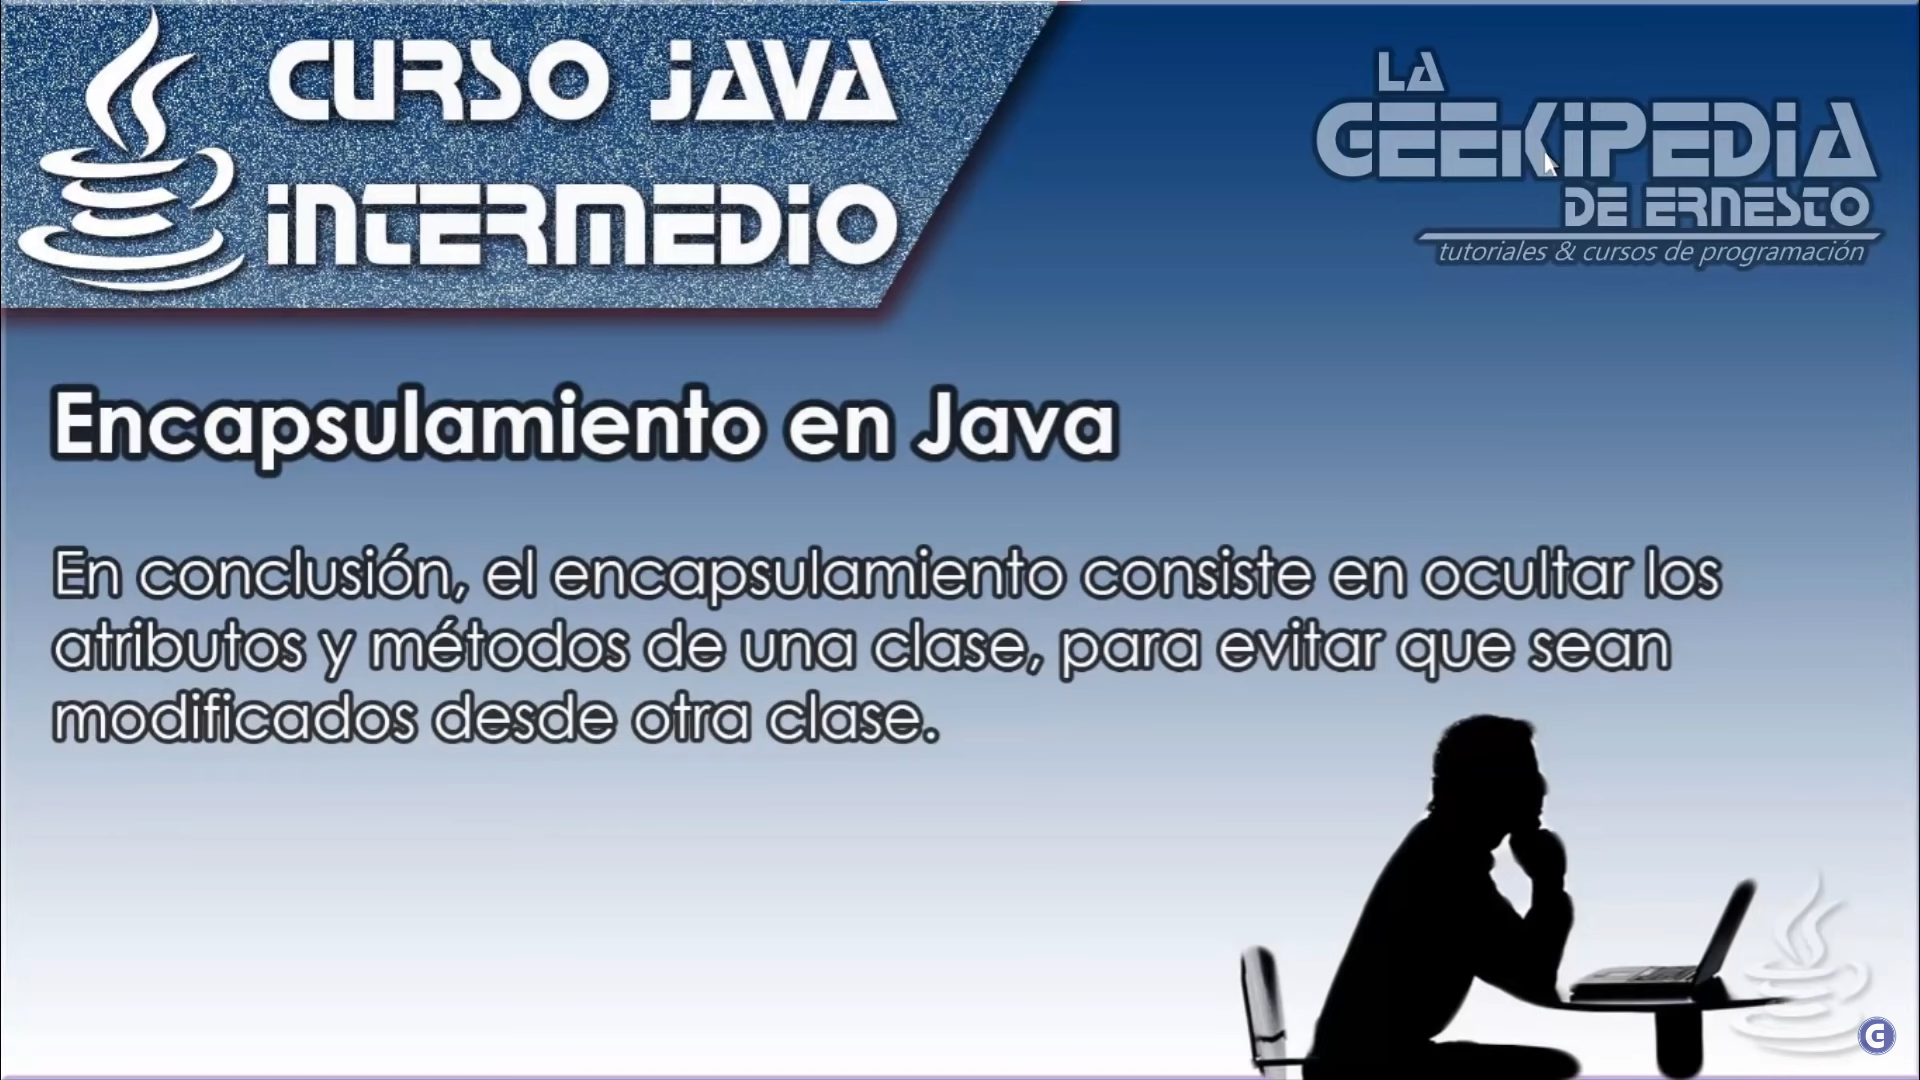 CURSO JAVA
INTERMEDIO
LA
GEEKIPEDIA
DE ERNESTO
tutoriales & cursos de programación
Encapsulamiento en Java
En conclusión, el encapsulamiento consiste en ocultar los
atributos y métodos de una clase, para evitar que sean
modificados desde otra clase.
G